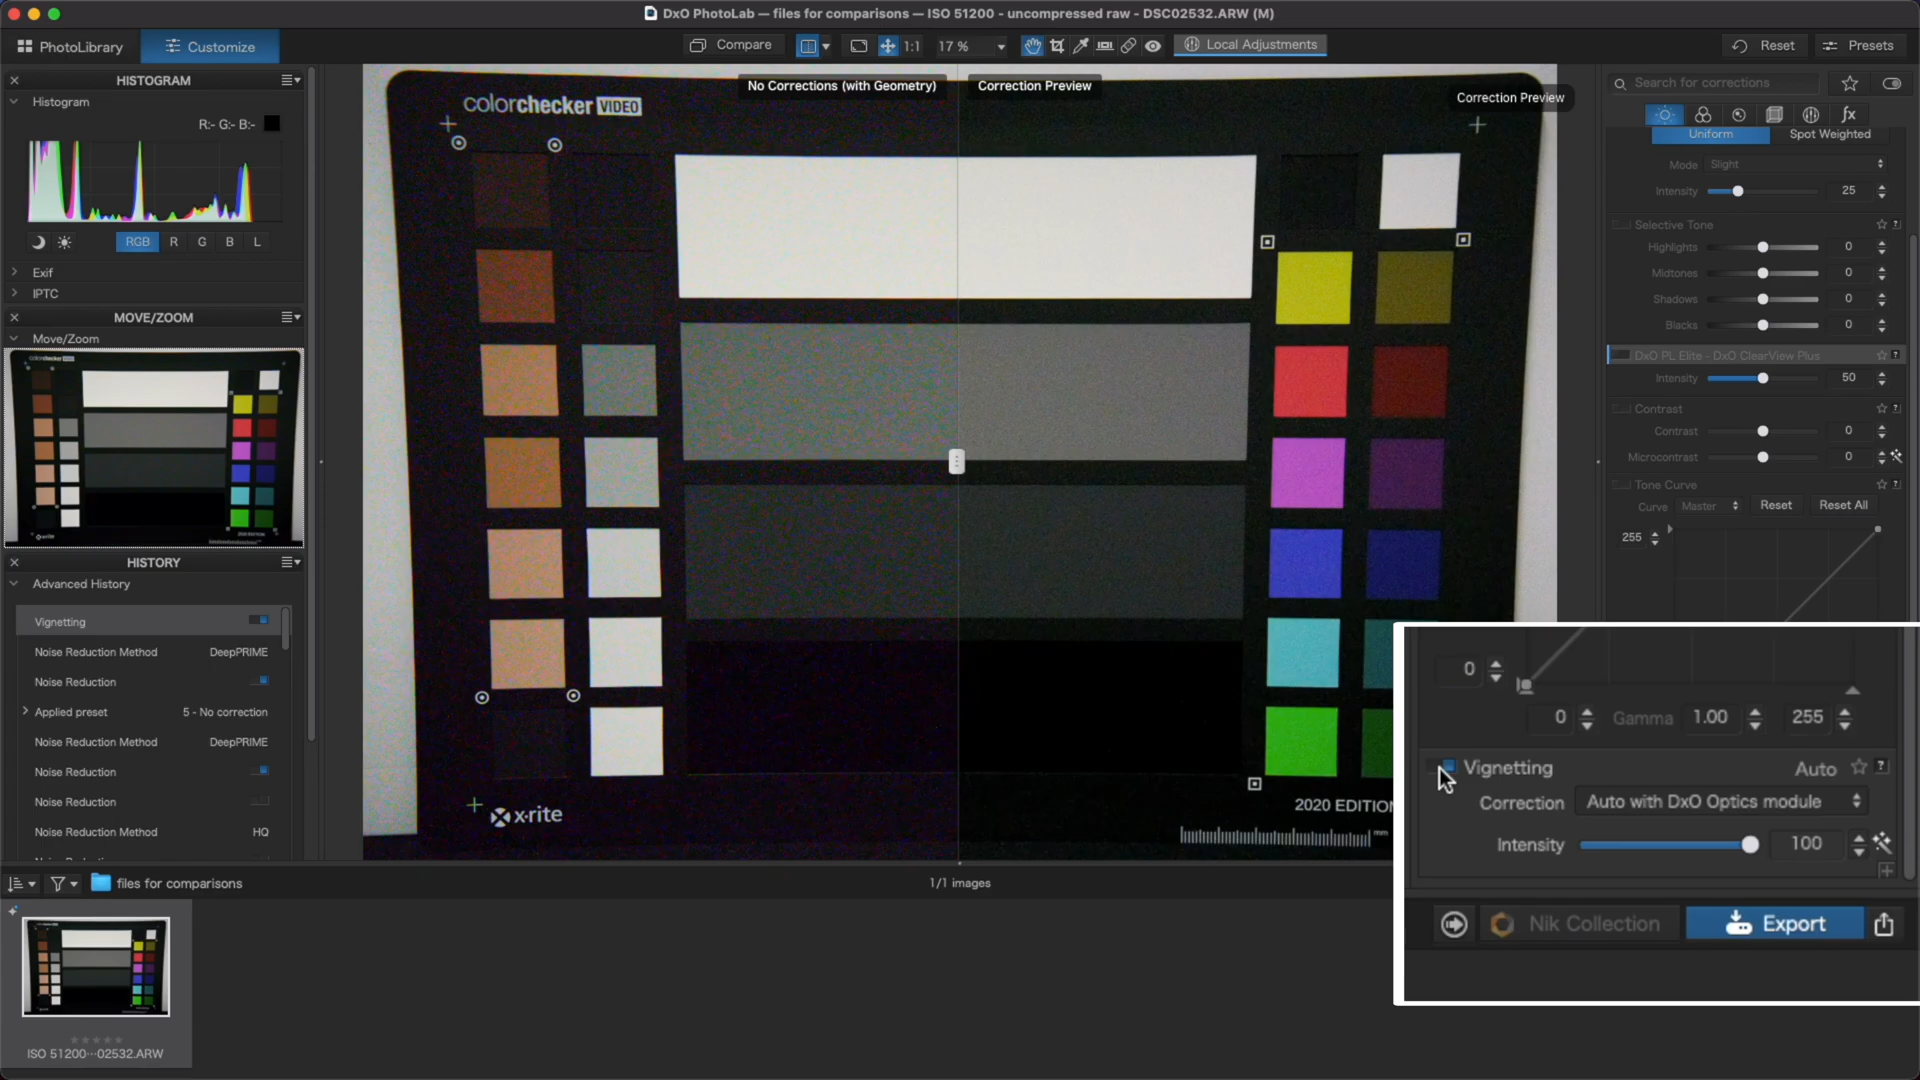 DxO PhotoLab — files for comparisons — ISO 51200 - uncompressed raw - DSC02532.ARW (M)
PhotoLibrary
Customize
Compare
1:1
17 %
Local Adjustments
Reset
Presets
HISTOGRAM
Histogram
R:- G:- B:-
RGB
R
G
B
L
Exif
IPTC
MOVE/ZOOM
Move/Zoom
HISTORY
Advanced History
Vignetting
Noise Reduction Method DeepPRIME
Noise Reduction
Applied preset 5 - No correction
Noise Reduction Method DeepPRIME
Noise Reduction
Noise Reduction
Noise Reduction Method HQ
No Corrections (with Geometry)
Correction Preview
Correction Preview
colorchecker VIDEO
x-rite
2020 EDITION
mm
Search for corrections
fx
Uniform
Spot Weighted
Mode Slight
Intensity 25
Selective Tone
Highlights 0
Midtones 0
Shadows 0
Blacks 0
DxO PL Elite - DxO ClearView Plus
Intensity 50
Contrast
Contrast 0
Microcontrast 0
Tone Curve
Curve Master Reset Reset All
255
0
0 Gamma 1.00 255
Vignetting Auto
Correction Auto with DxO Optics module
Intensity 100
Nik Collection
Export
files for comparisons
1/1 images
ISO 51200···02532.ARW